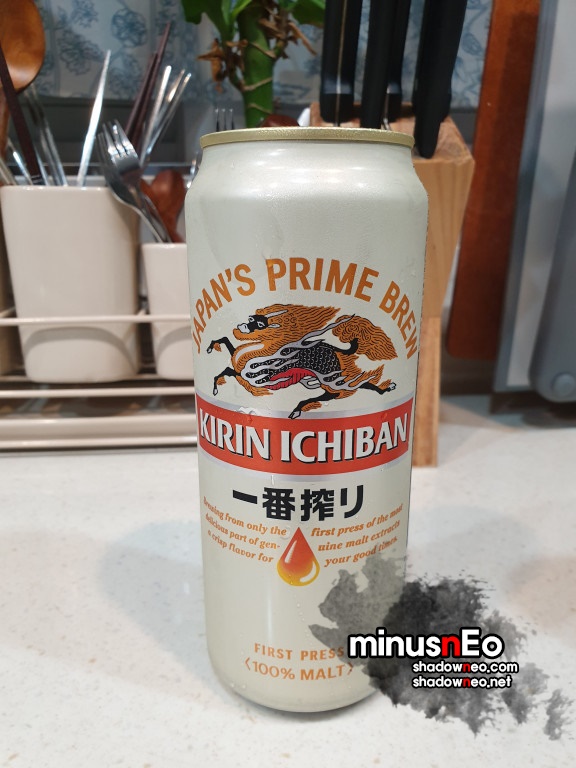 JAPAN'S PRIME BREW
KIRIN ICHIBAN
一番搾り
Brewing from only the first press of the most
delicious part of gen- uine malt extracts
a crisp flavor for your good times.
FIRST PRESS
〈100% MALT〉
minusnEo
shadowneo.com
shadowneo.net